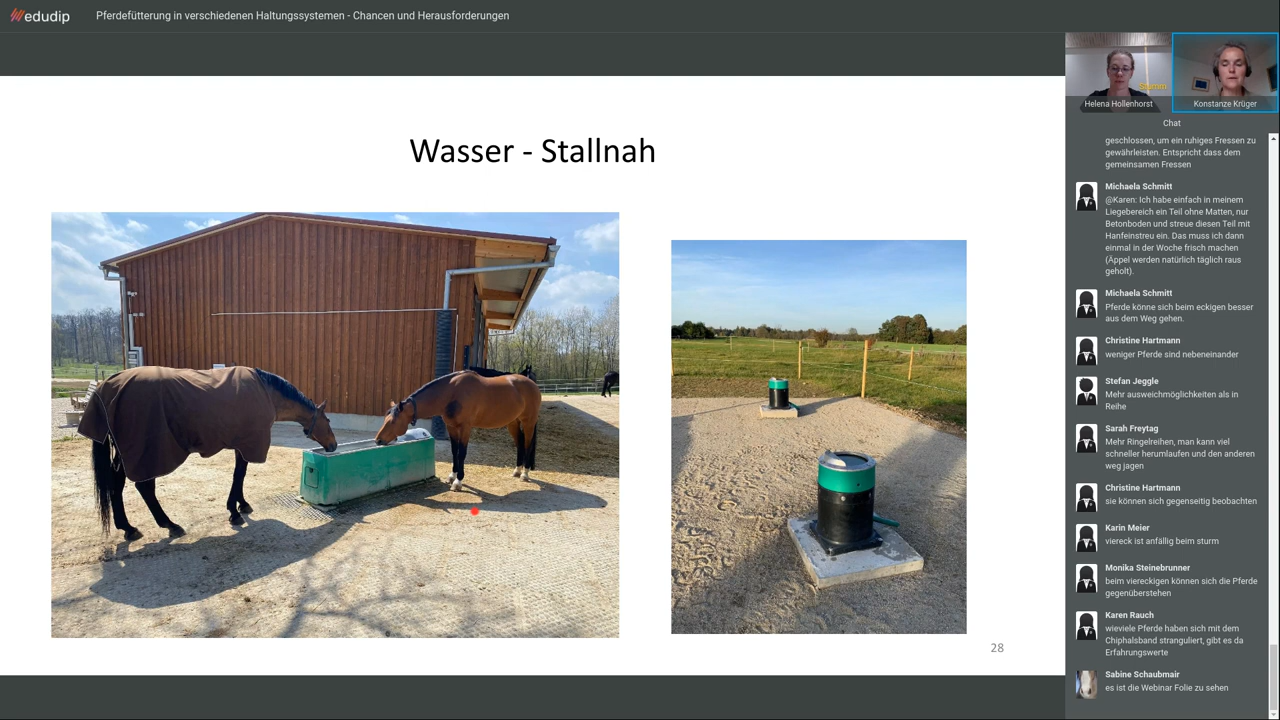 edudip
Pferdefütterung in verschiedenen Haltungssystemen - Chancen und Herausforderungen
Wasser - Stallnah
28
Stumm
Helena Hollenhorst
Konstanze Krüger
Chat
geschlossen, um ein ruhiges Fressen zu
gewährleisten. Entspricht dass dem
gemeinsamen Fressen
Michaela Schmitt
@Karen: Ich habe einfach in meinem
Liegebereich ein Teil ohne Matten, nur
Betonboden und streue diesen Teil mit
Hanfeinstreu ein. Das muss ich dann
einmal in der Woche frisch machen
(Äppel werden natürlich täglich raus
geholt).
Michaela Schmitt
Pferde könne sich beim eckigen besser
aus dem Weg gehen.
Christine Hartmann
weniger Pferde sind nebeneinander
Stefan Jeggle
Mehr ausweichmöglichkeiten als in
Reihe
Sarah Freytag
Mehr Ringelreihen, man kann viel
schneller herumlaufen und den anderen
weg jagen
Christine Hartmann
sie können sich gegenseitig beobachten
Karin Meier
viereck ist anfällig beim sturm
Monika Steinebrunner
beim viereckigen können sich die Pferde
gegenüberstehen
Karen Rauch
wieviele Pferde haben sich mit dem
Chiphalsband stranguliert, gibt es da
Erfahrungswerte
Sabine Schaubmair
es ist die Webinar Folie zu sehen